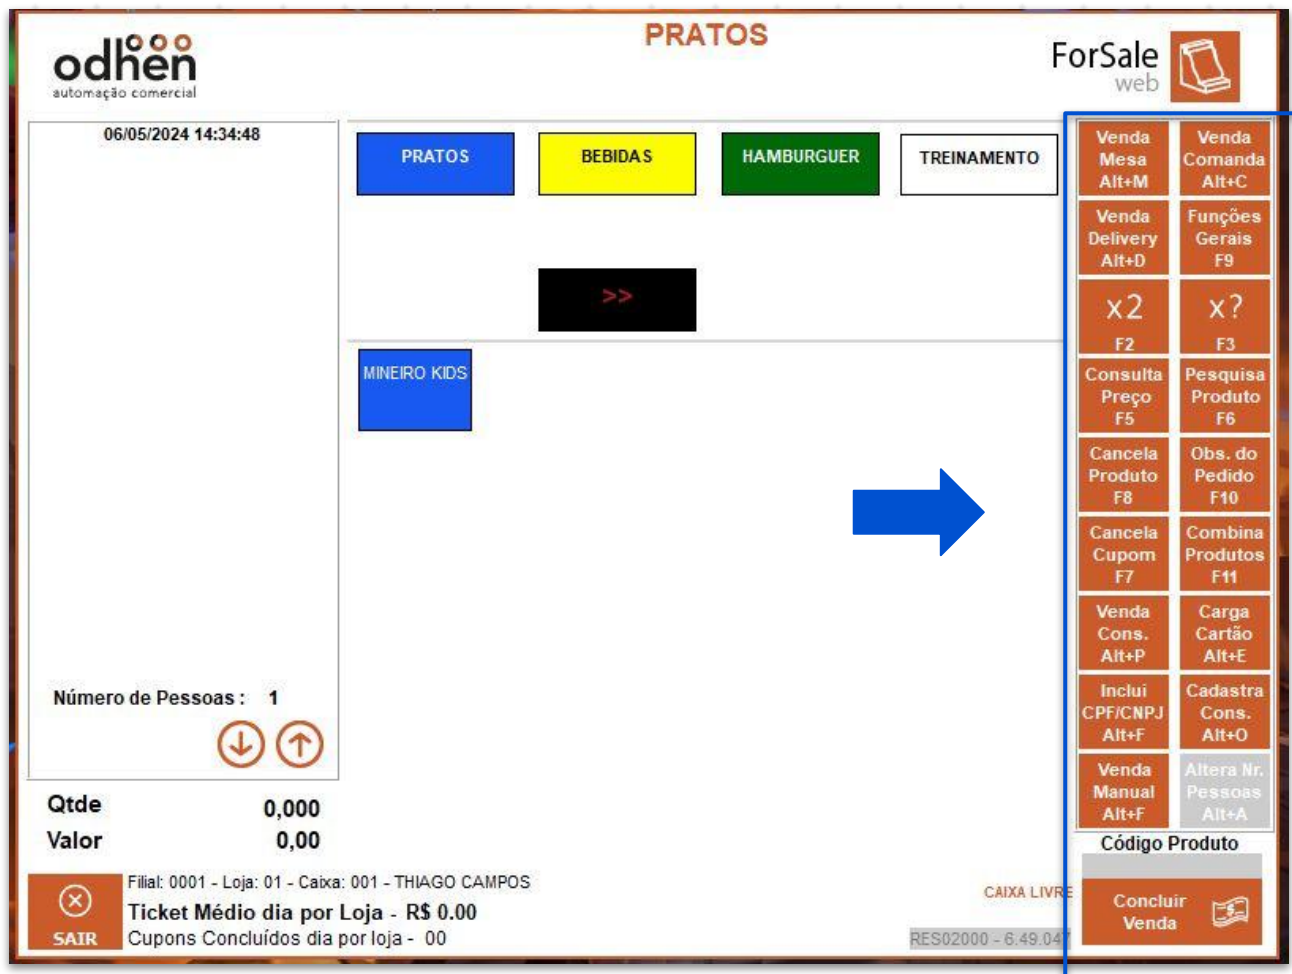 PRATOS
odhen
automação comercial
ForSale
web
06/05/2024 14:34:48
PRATOS
BEBIDAS
HAMBURGUER
TREINAMENTO
>>
MINEIRO KIDS
Venda
Mesa
Alt+M
Venda
Comanda
Alt+C
Venda
Delivery
Alt+D
Funções
Gerais
F9
x2
F2
x?
F3
Consulta
Preço
F5
Pesquisa
Produto
F6
Cancela
Produto
F8
Obs. do
Pedido
F10
Cancela
Cupom
F7
Combina
Produtos
F11
Venda
Cons.
Alt+P
Carga
Cartão
Alt+E
Inclui
CPF/CNPJ
Alt+F
Cadastra
Cons.
Alt+O
Venda
Manual
Alt+F
Altera Nr.
Pessoas
Alt+A
Número de Pessoas : 1
Qtde 0,000
Valor 0,00
Código Produto
SAIR
Filial: 0001 - Loja: 01 - Caixa: 001 - THIAGO CAMPOS
Ticket Médio dia por Loja - R$ 0.00
Cupons Concluídos dia por loja - 00
CAIXA LIVRE
RES02000 - 6.49.047
Concluir
Venda